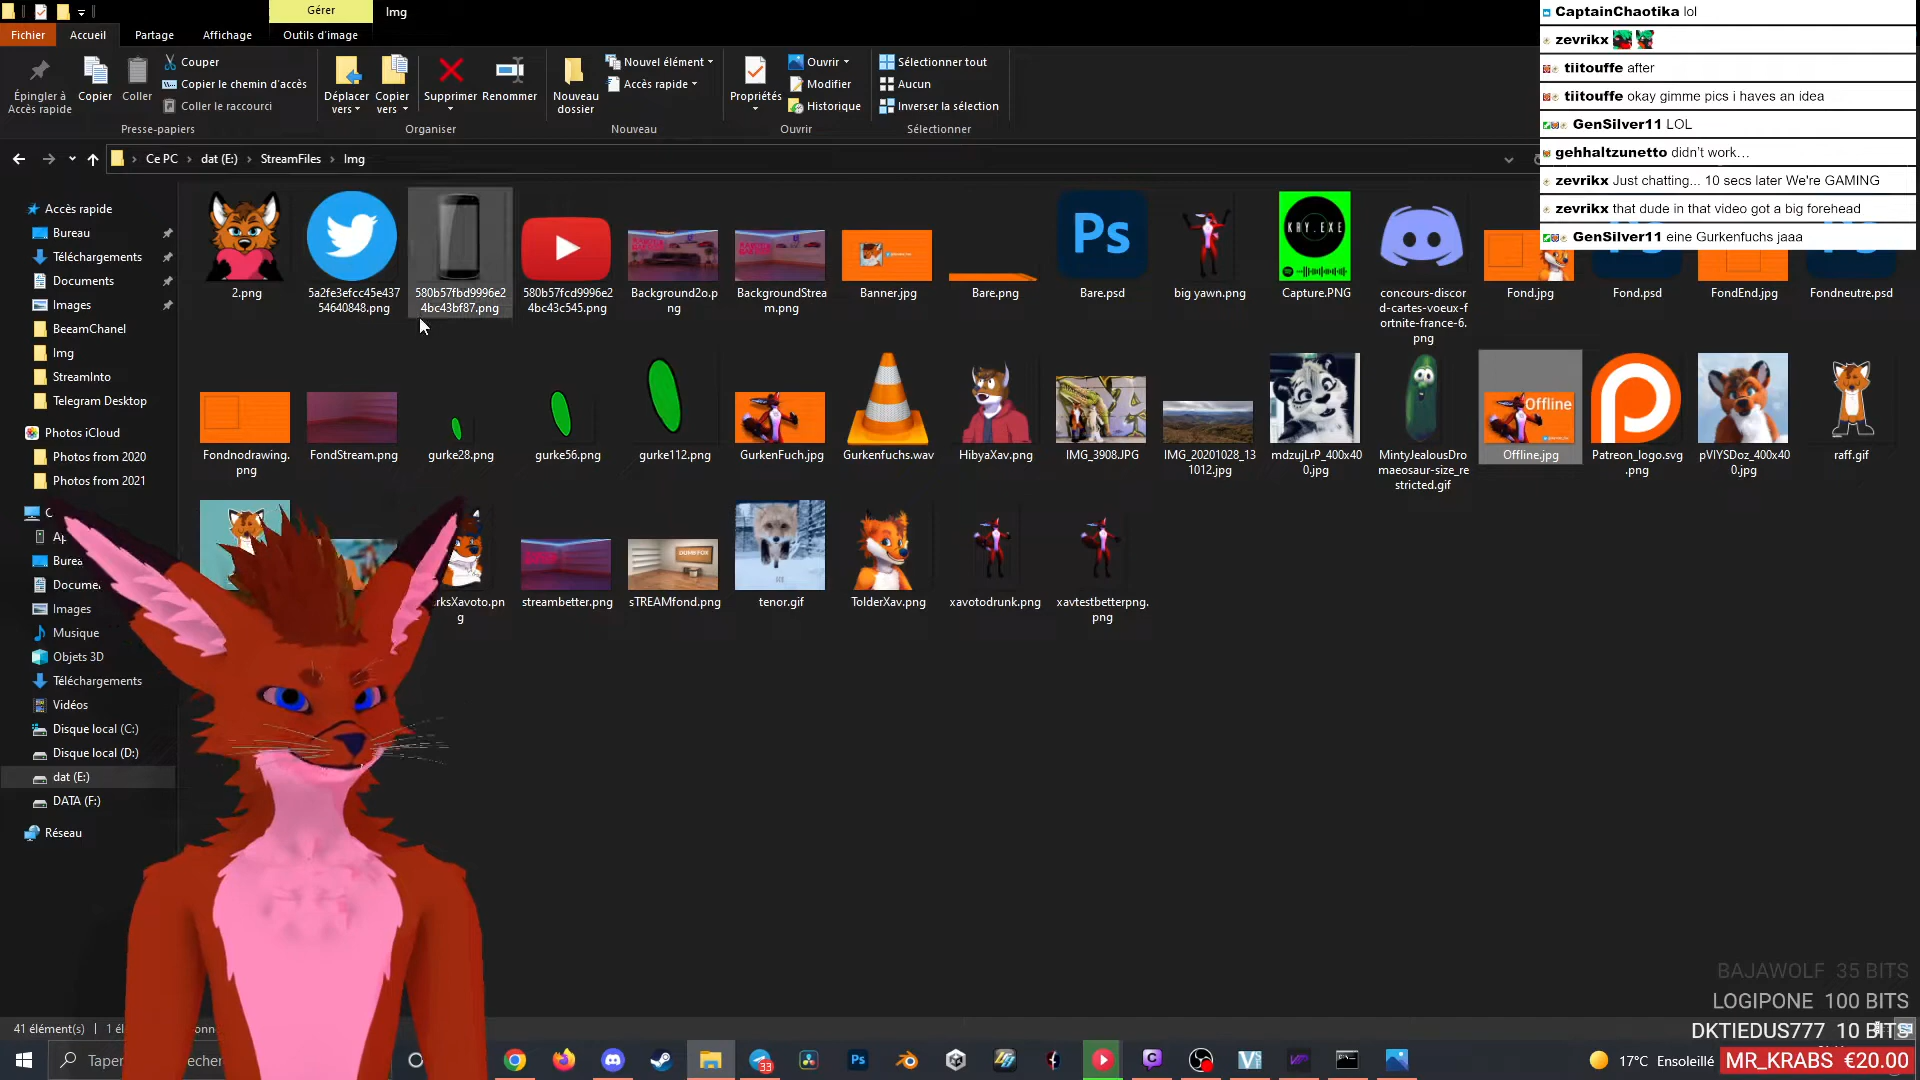 Gérer
Img
Fichier
Accueil
Partage
Affichage
Outils d'image
Épingler à
Accès rapide
Copier
Coller
Couper
Copier le chemin d'accès
Coller le raccourci
Presse-papiers
Déplacer
vers
Copier
vers
Supprimer
Renommer
Organiser
Nouveau
dossier
Nouvel élément
Accès rapide
Nouveau
Propriétés
Ouvrir
Modifier
Historique
Ouvrir
Sélectionner tout
Aucun
Inverser la sélection
Sélectionner
Ce PC
dat (E:)
StreamFiles
Img
CaptainChaotika lol
zevrikx
tiitouffe after
tiitouffe okay gimme pics i haves an idea
GenSilver11 LOL
gehhaltzunetto didn't work…
zevrikx Just chatting... 10 secs later We're GAMING
zevrikx that dude in that video got a big forehead
GenSilver11 eine Gurkenfuchs jaaa
Accès rapide
Bureau
Téléchargements
Documents
Images
BeeamChanel
Img
StreamInto
Telegram Desktop
Photos iCloud
Photos from 2020
Photos from 2021
Images
Musique
Objets 3D
Téléchargements
Vidéos
Disque local (C:)
Disque local (D:)
dat (E:)
DATA (F:)
Réseau
2.png
5a2fe3efcc45e437
54640848.png
580b57fbd9996e2
4bc43bf87.png
580b57fcd9996e2
4bc43c545.png
Background2o.p
ng
BackgroundStrea
m.png
Banner.jpg
Bare.png
Ps
Bare.psd
big yawn.png
KRY.EXE
Capture.PNG
concours-discor
d-cartes-voeux-f
ortnite-france-6.
png
Fond.jpg
Fond.psd
FondEnd.jpg
Fondneutre.psd
Fondnodrawing.
png
FondStream.png
gurke28.png
gurke56.png
gurke112.png
GurkenFuch.jpg
Gurkenfuchs.wav
HibyaXav.png
IMG_3908.JPG
IMG_20201028_13
1012.jpg
mdzujLrP_400x40
0.jpg
MintyJealousDro
maeosaur-size_re
stricted.gif
Offline
Offline.jpg
Patreon_logo.svg
.png
pVIYSDoz_400x40
0.jpg
raff.gif
rksXavoto.pn
g
streambetter.png
DOMEFOX
sTREAMfond.png
tenor.gif
TolderXav.png
xavotodrunk.png
xavtestbetterpng.
png
41 élément(s)
BAJAWOLF 35 BITS
LOGIPONE 100 BITS
DKTIEDUS777 10 BITS
MR_KRABS €20.00
Taper
33
Ps
17°C Ensoleillé